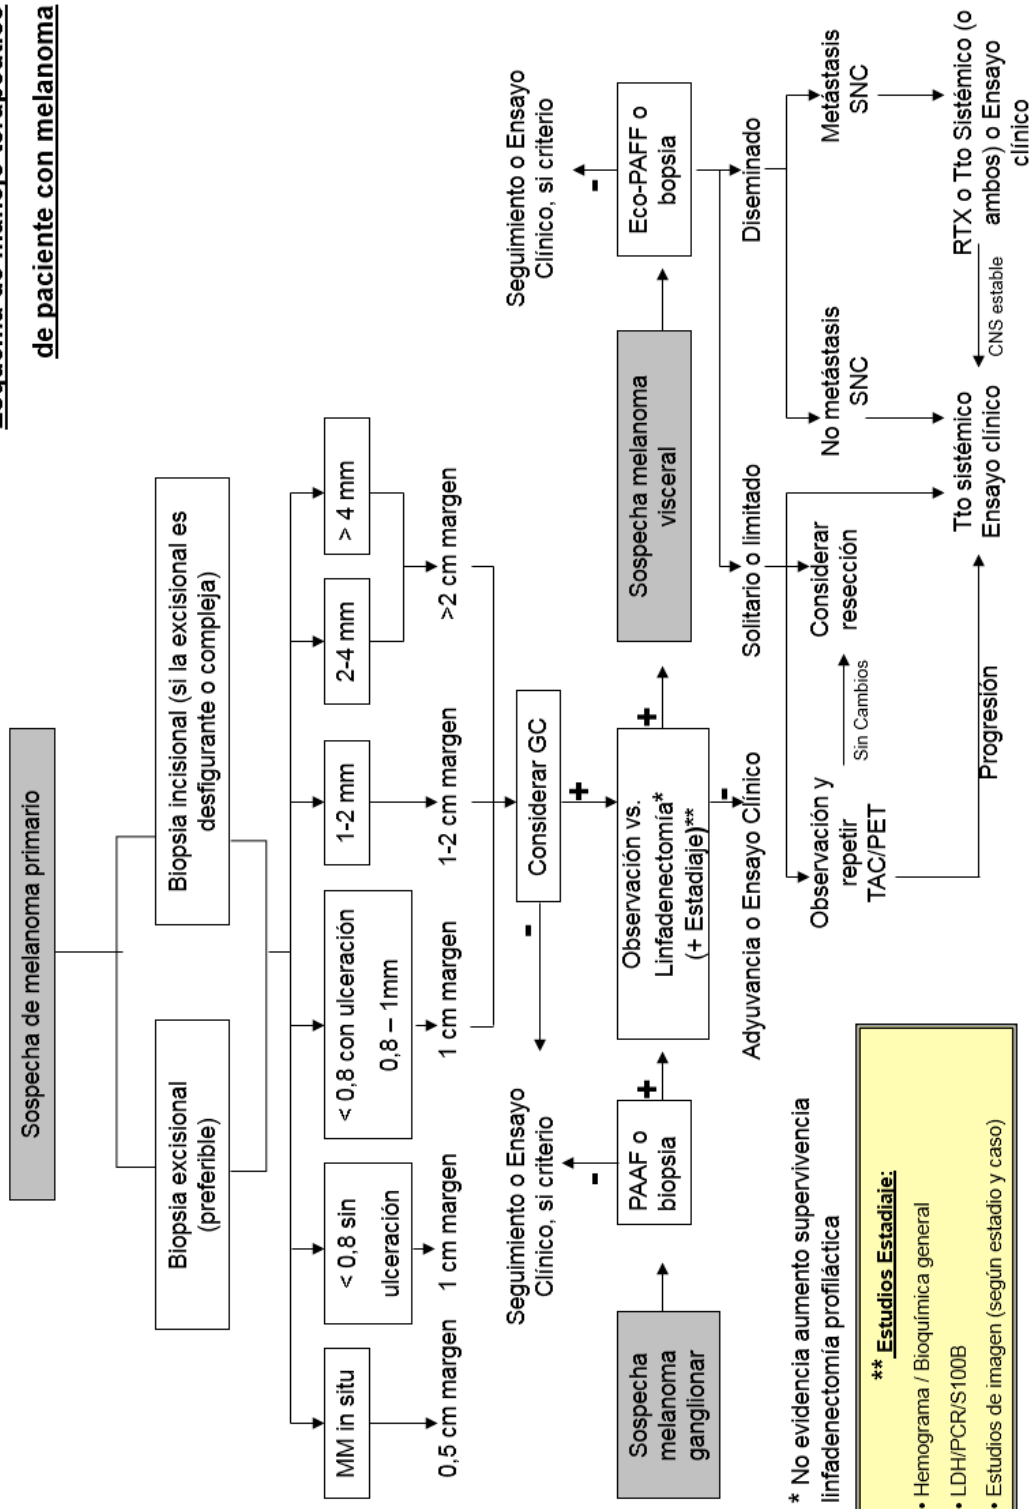 de paciente con melanoma
Sospecha de melanoma primario
Biopsia excisional
(preferible)
Biopsia incisional (si la excisional es
desfigurante o compleja)
MM in situ
< 0,8 sin
ulceración
< 0,8 con ulceración
0,8 – 1mm
1-2 mm
2-4 mm
> 4 mm
0,5 cm margen
1 cm margen
1 cm margen
1-2 cm margen
>2 cm margen
Seguimiento o Ensayo
Clínico, si criterio
-
Considerar GC
+
Seguimiento o Ensayo
Clínico, si criterio
-
-
Sospecha
melanoma
ganglionar
PAAF o
biopsia
+
Observación vs.
Linfadenectomía*
(+ Estadiaje)**
+
-
Sospecha melanoma
visceral
Eco-PAFF o
bopsia
Adyuvancia o Ensayo Clínico
Solitario o limitado
Diseminado
Observación y
repetir
TAC/PET
Sin Cambios
Considerar
resección
No metástasis
SNC
Metástasis
SNC
Progresión
Tto sistémico
Ensayo clínico
CNS estable
RTX o Tto Sistémico (o
ambos) o Ensayo
clínico
* No evidencia aumento supervivencia
linfadenectomía profiláctica
** Estudios Estadiaje:
• Hemograma / Bioquímica general
• LDH/PCR/S100B
• Estudios de imagen (según estadio y caso)